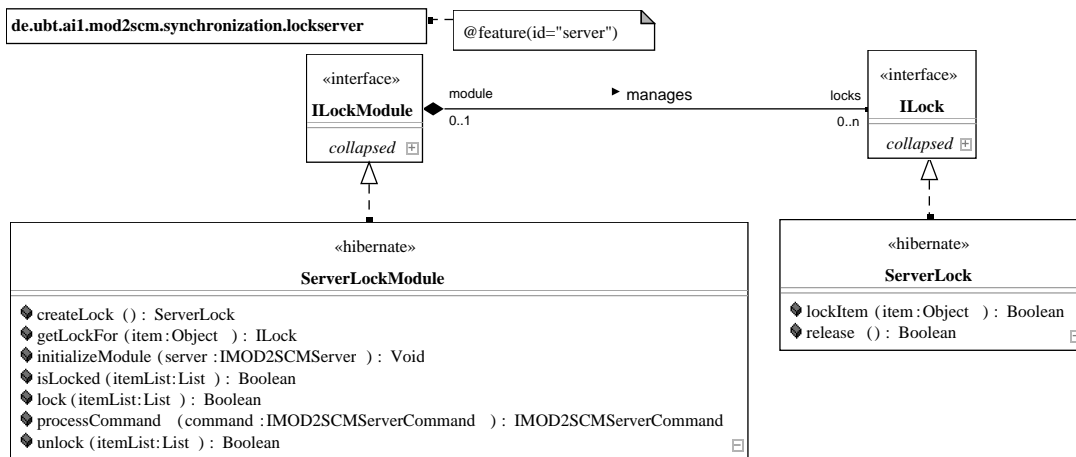 de.ubt.ai1.mod2scm.synchronization.lockserver
@feature(id="server")
«interface»
ILockModule
collapsed
module
0..1
manages
locks
0..n
«interface»
ILock
collapsed
«hibernate»
ServerLockModule
createLock (): ServerLock
getLockFor (item:Object ): ILock
initializeModule (server :IMOD2SCMServer ): Void
isLocked (itemList:List ): Boolean
lock (itemList:List ): Boolean
processCommand (command :IMOD2SCMServerCommand ): IMOD2SCMServerCommand
unlock (itemList:List ): Boolean
«hibernate»
ServerLock
lockItem (item:Object ): Boolean
release (): Boolean